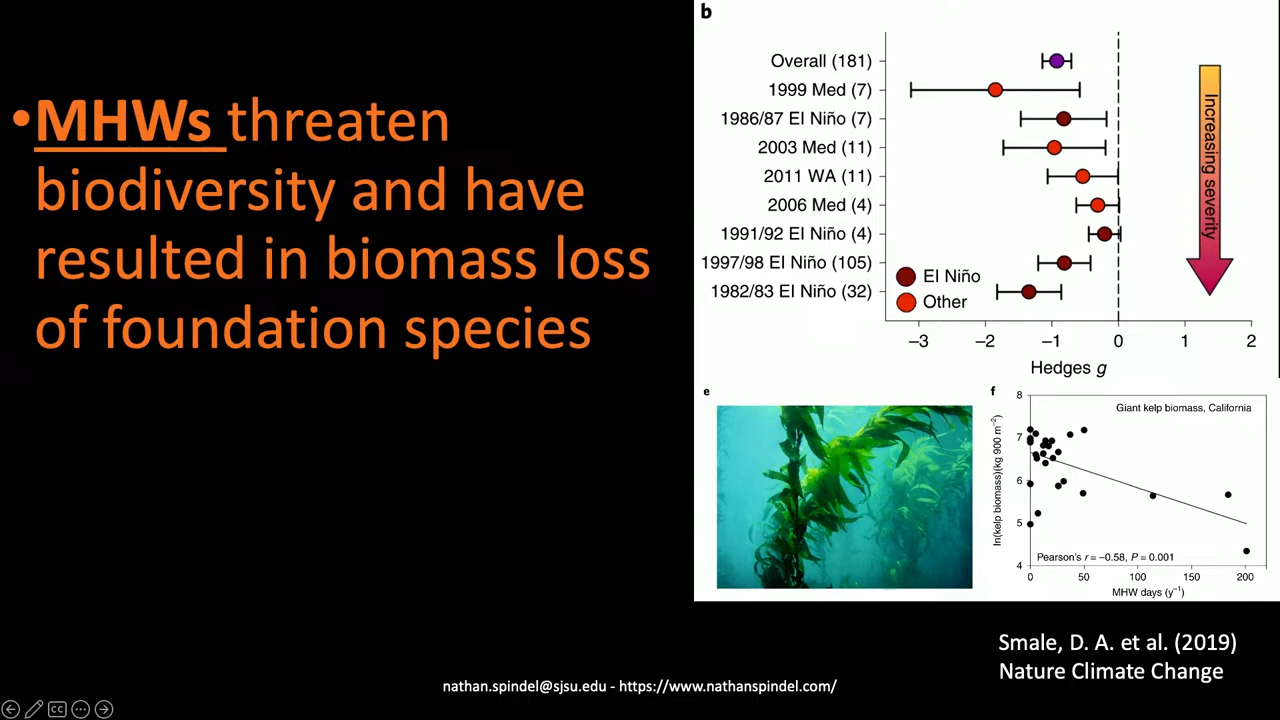 •MHWs threaten
biodiversity and have
resulted in biomass loss
of foundation species
b
Overall (181)
1999 Med (7)
1986/87 El Niño (7)
2003 Med (11)
2011 WA (11)
2006 Med (4)
1991/92 El Niño (4)
1997/98 El Niño (105)
1982/83 El Niño (32)
El Niño
Other
Increasing severity
–3 –2 –1 0 1 2
Hedges g
e
f
Giant kelp biomass, California
ln(kelp biomass)(kg 900 m⁻²)
8
7
6
5
4
Pearson's r = –0.58, P = 0.001
0 50 100 150 200
MHW days (y⁻¹)
Smale, D. A. et al. (2019)
Nature Climate Change
nathan.spindel@sjsu.edu - https://www.nathanspindel.com/
CC